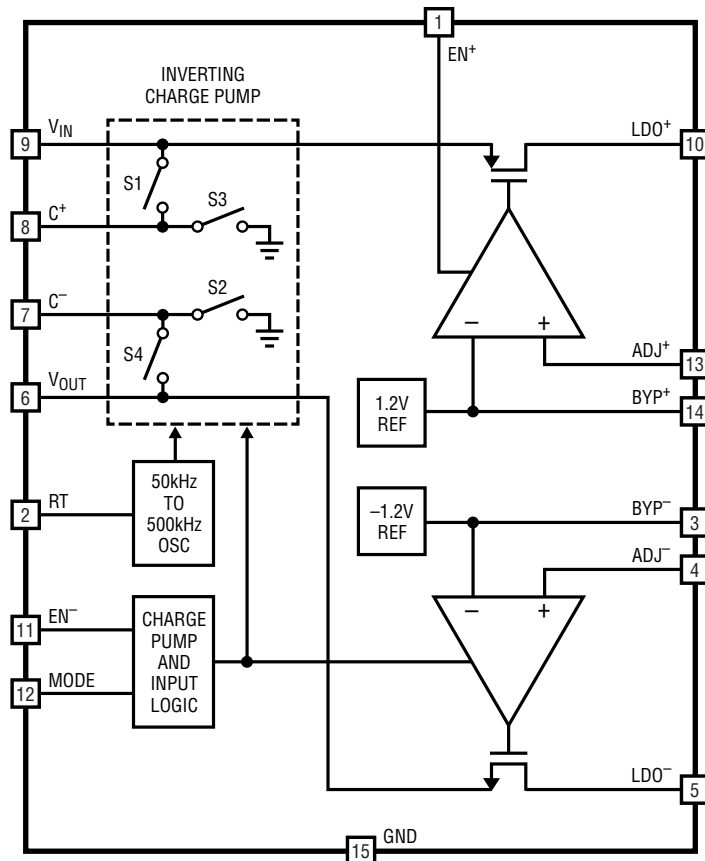 1
EN+
INVERTING
CHARGE PUMP
9
VIN
LDO+
10
S1
8
C+
S3
7
C–
S2
S4
–
+
ADJ+
13
6
VOUT
1.2V
REF
BYP+
14
2
RT
50kHz
TO
500kHz
OSC
–1.2V
REF
BYP–
3
ADJ–
4
11
EN–
CHARGE
PUMP
AND
INPUT
LOGIC
–
+
12
MODE
LDO–
5
15
GND